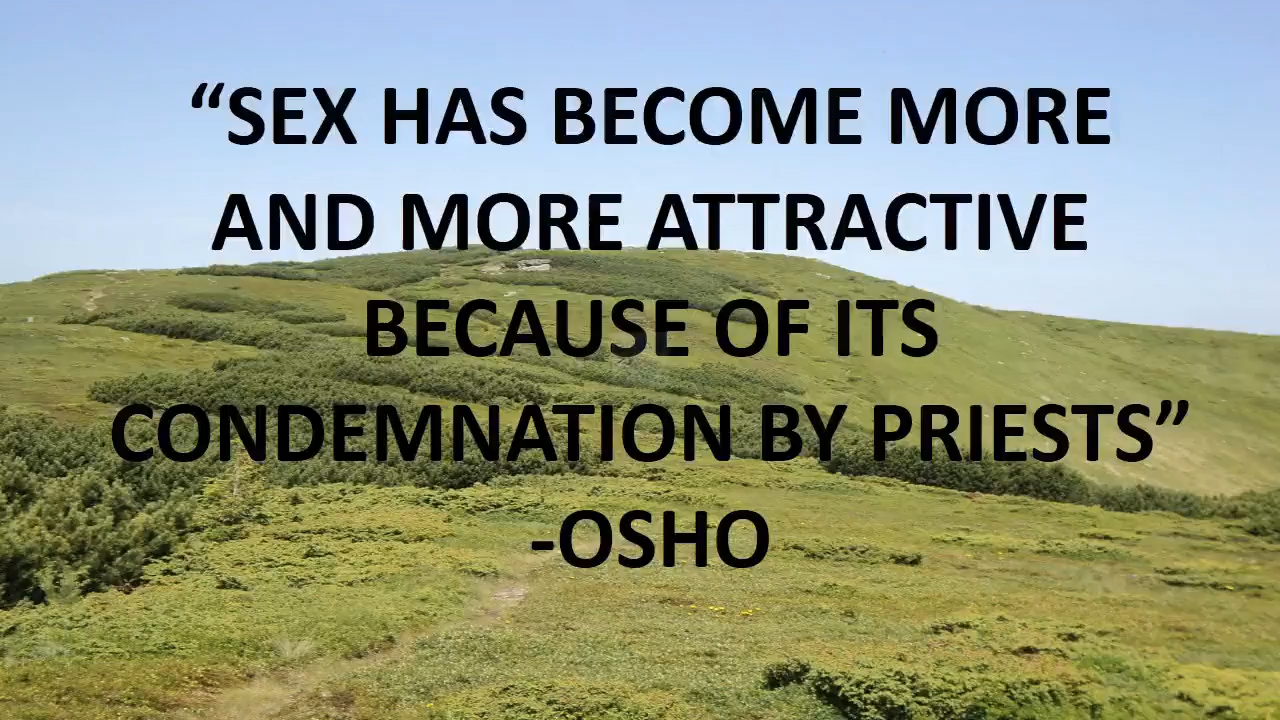 “SEX HAS BECOME MORE
AND MORE ATTRACTIVE
BECAUSE OF ITS
CONDEMNATION BY PRIESTS”
-OSHO